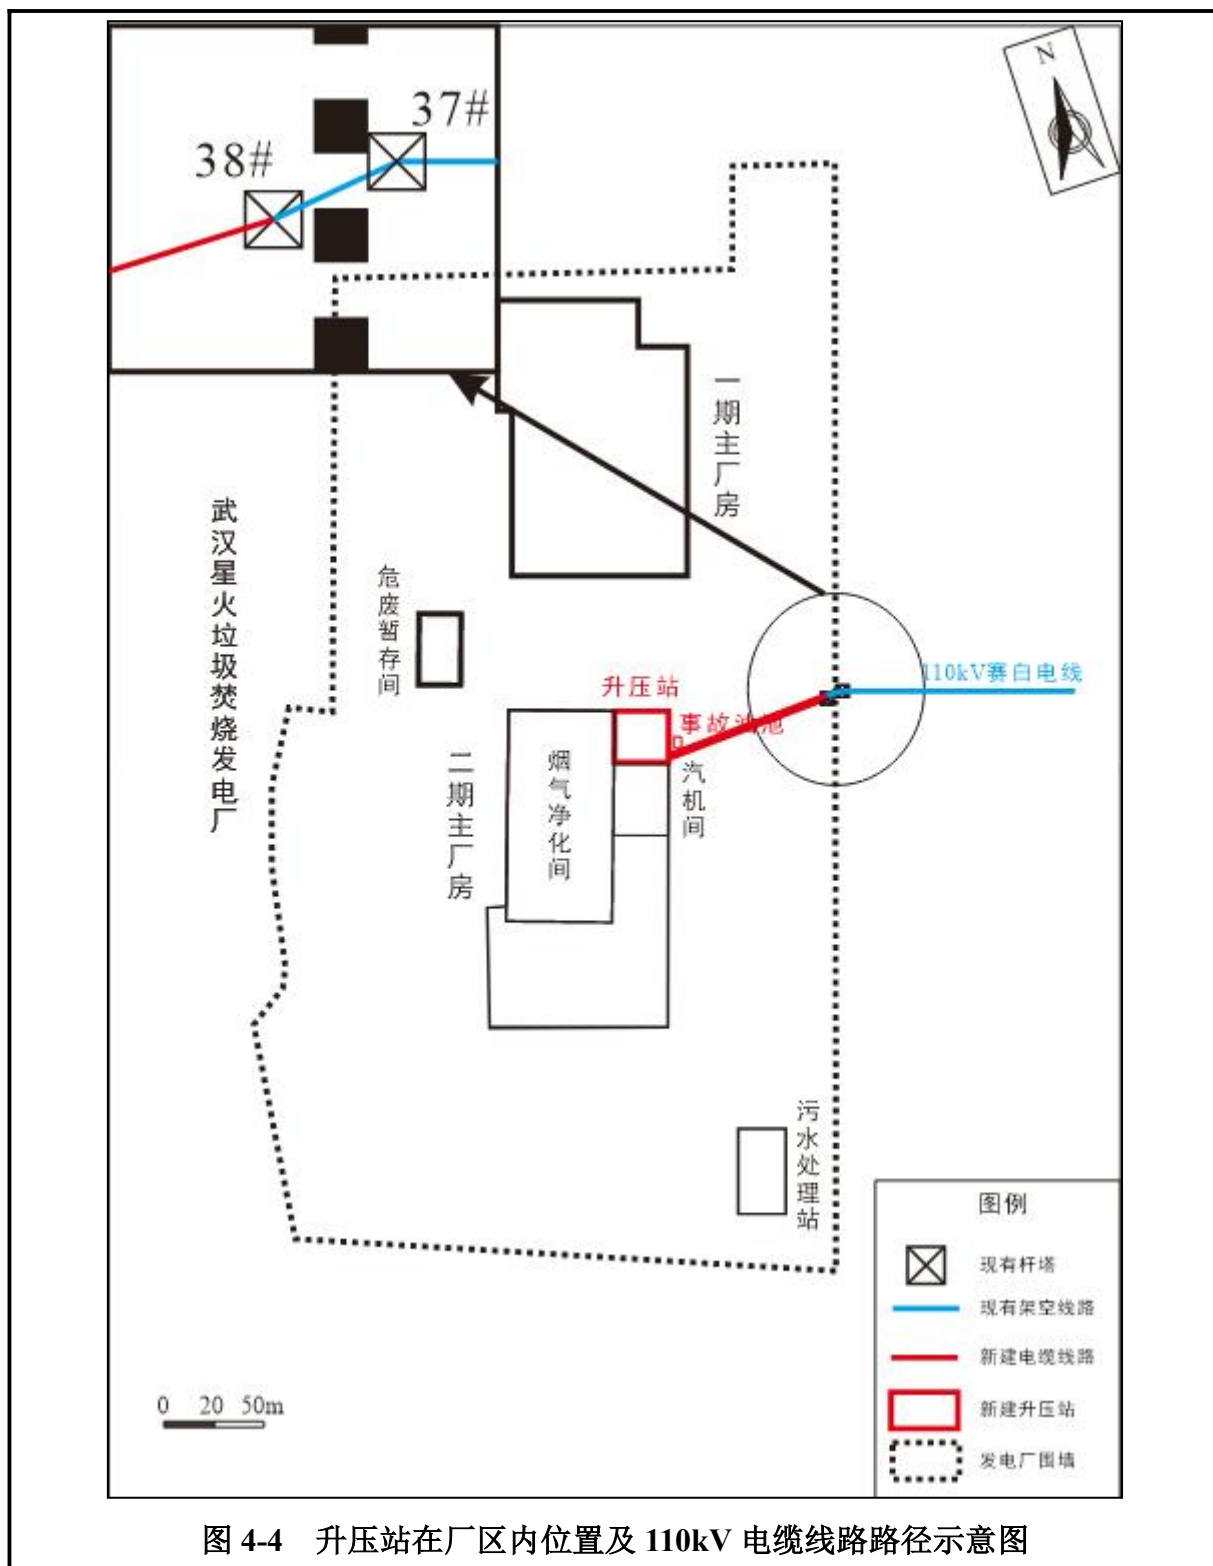 N
37#
38#
一期主厂房
武汉星火垃圾焚烧发电厂
危废暂存间
升压站
110kV赛白电线
事故油池
汽机间
二期主厂房
烟气净化间
污水处理站
图例
现有杆塔
现有架空线路
新建电缆线路
新建升压站
发电厂围墙
0 20 50m
图 4-4 升压站在厂区内位置及 110kV 电缆线路路径示意图